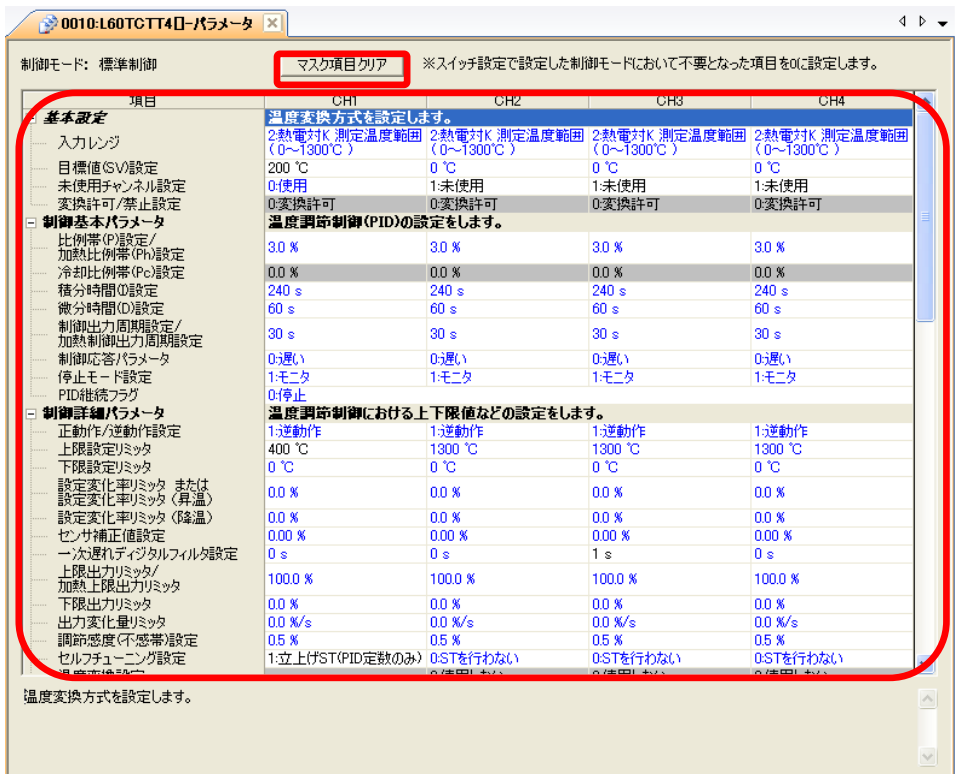 0010:L60TCTT4[]-パラメータ
制御モード: 標準制御 マスク項目クリア ※スイッチ設定で設定した制御モードにおいて不要となった項目を0に設定します。
項目 CH1 CH2 CH3 CH4
基本設定 温度変換方式を設定します。
入力レンジ 2:熱電対K 測定温度範囲(0～1300℃) 2:熱電対K 測定温度範囲(0～1300℃) 2:熱電対K 測定温度範囲(0～1300℃) 2:熱電対K 測定温度範囲(0～1300℃)
目標値(SV)設定 200 ℃ 0 ℃ 0 ℃ 0 ℃
未使用チャンネル設定 0:使用 1:未使用 1:未使用 1:未使用
変換許可/禁止設定 0:変換許可 0:変換許可 0:変換許可 0:変換許可
制御基本パラメータ 温度調節制御(PID)の設定をします。
比例帯(P)設定/
加熱比例帯(Ph)設定 3.0 % 3.0 % 3.0 % 3.0 %
冷却比例帯(Pc)設定 0.0 % 0.0 % 0.0 % 0.0 %
積分時間(I)設定 240 s 240 s 240 s 240 s
微分時間(D)設定 60 s 60 s 60 s 60 s
制御出力周期設定/
加熱制御出力周期設定 30 s 30 s 30 s 30 s
制御応答パラメータ 0:遅い 0:遅い 0:遅い 0:遅い
停止モード設定 1:モニタ 1:モニタ 1:モニタ 1:モニタ
PID継続フラグ 0:停止
制御詳細パラメータ 温度調節制御における上下限値などの設定をします。
正動作/逆動作設定 1:逆動作 1:逆動作 1:逆動作 1:逆動作
上限設定リミッタ 400 ℃ 1300 ℃ 1300 ℃ 1300 ℃
下限設定リミッタ 0 ℃ 0 ℃ 0 ℃ 0 ℃
設定変化率リミッタ または
設定変化率リミッタ (昇温) 0.0 % 0.0 % 0.0 % 0.0 %
設定変化率リミッタ (降温) 0.0 % 0.0 % 0.0 % 0.0 %
センサ補正値設定 0.00 % 0.00 % 0.00 % 0.00 %
一次遅れディジタルフィルタ設定 0 s 0 s 1 s 0 s
上限出力リミッタ/
加熱上限出力リミッタ 100.0 % 100.0 % 100.0 % 100.0 %
下限出力リミッタ 0.0 % 0.0 % 0.0 % 0.0 %
出力変化量リミッタ 0.0 %/s 0.0 %/s 0.0 %/s 0.0 %/s
調節感度(不感帯)設定 0.5 % 0.5 % 0.5 % 0.5 %
セルフチューニング設定 1:立上げST(PID定数のみ) 0:STを行わない 0:STを行わない 0:STを行わない
温度変換方式を設定します。